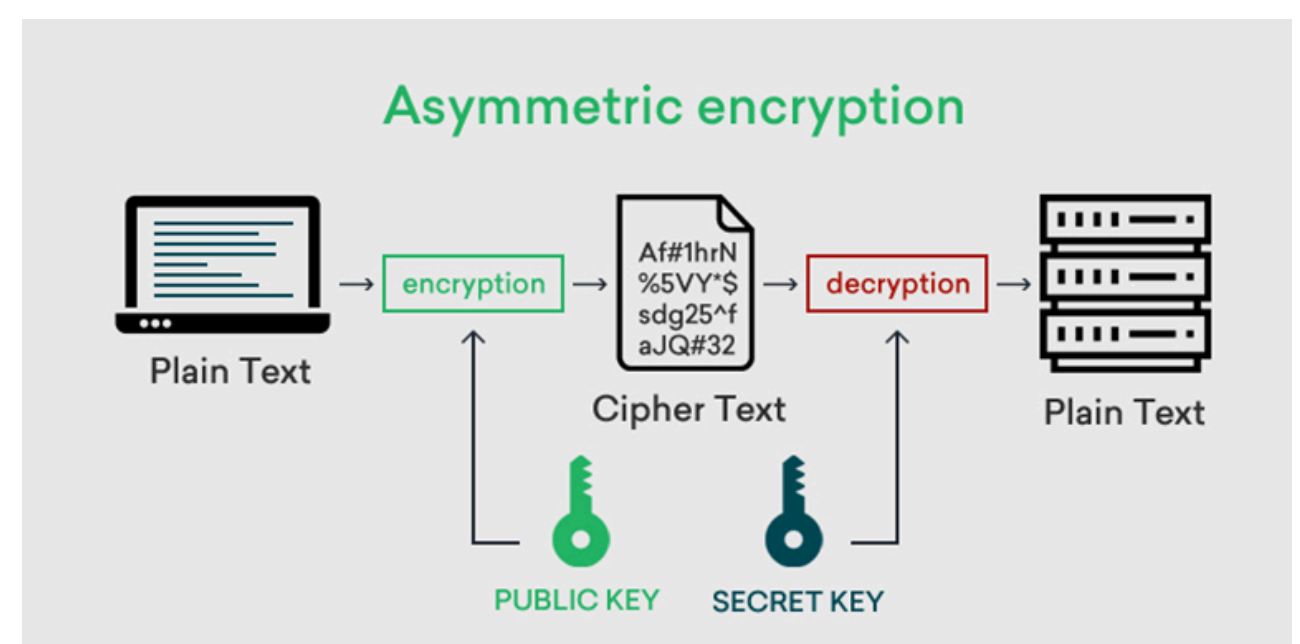 Asymmetric encryption
encryption
Af#1hrN
%5VY*$
sdg25^f
aJQ#32
decryption
Plain Text
Cipher Text
Plain Text
PUBLIC KEY
SECRET KEY